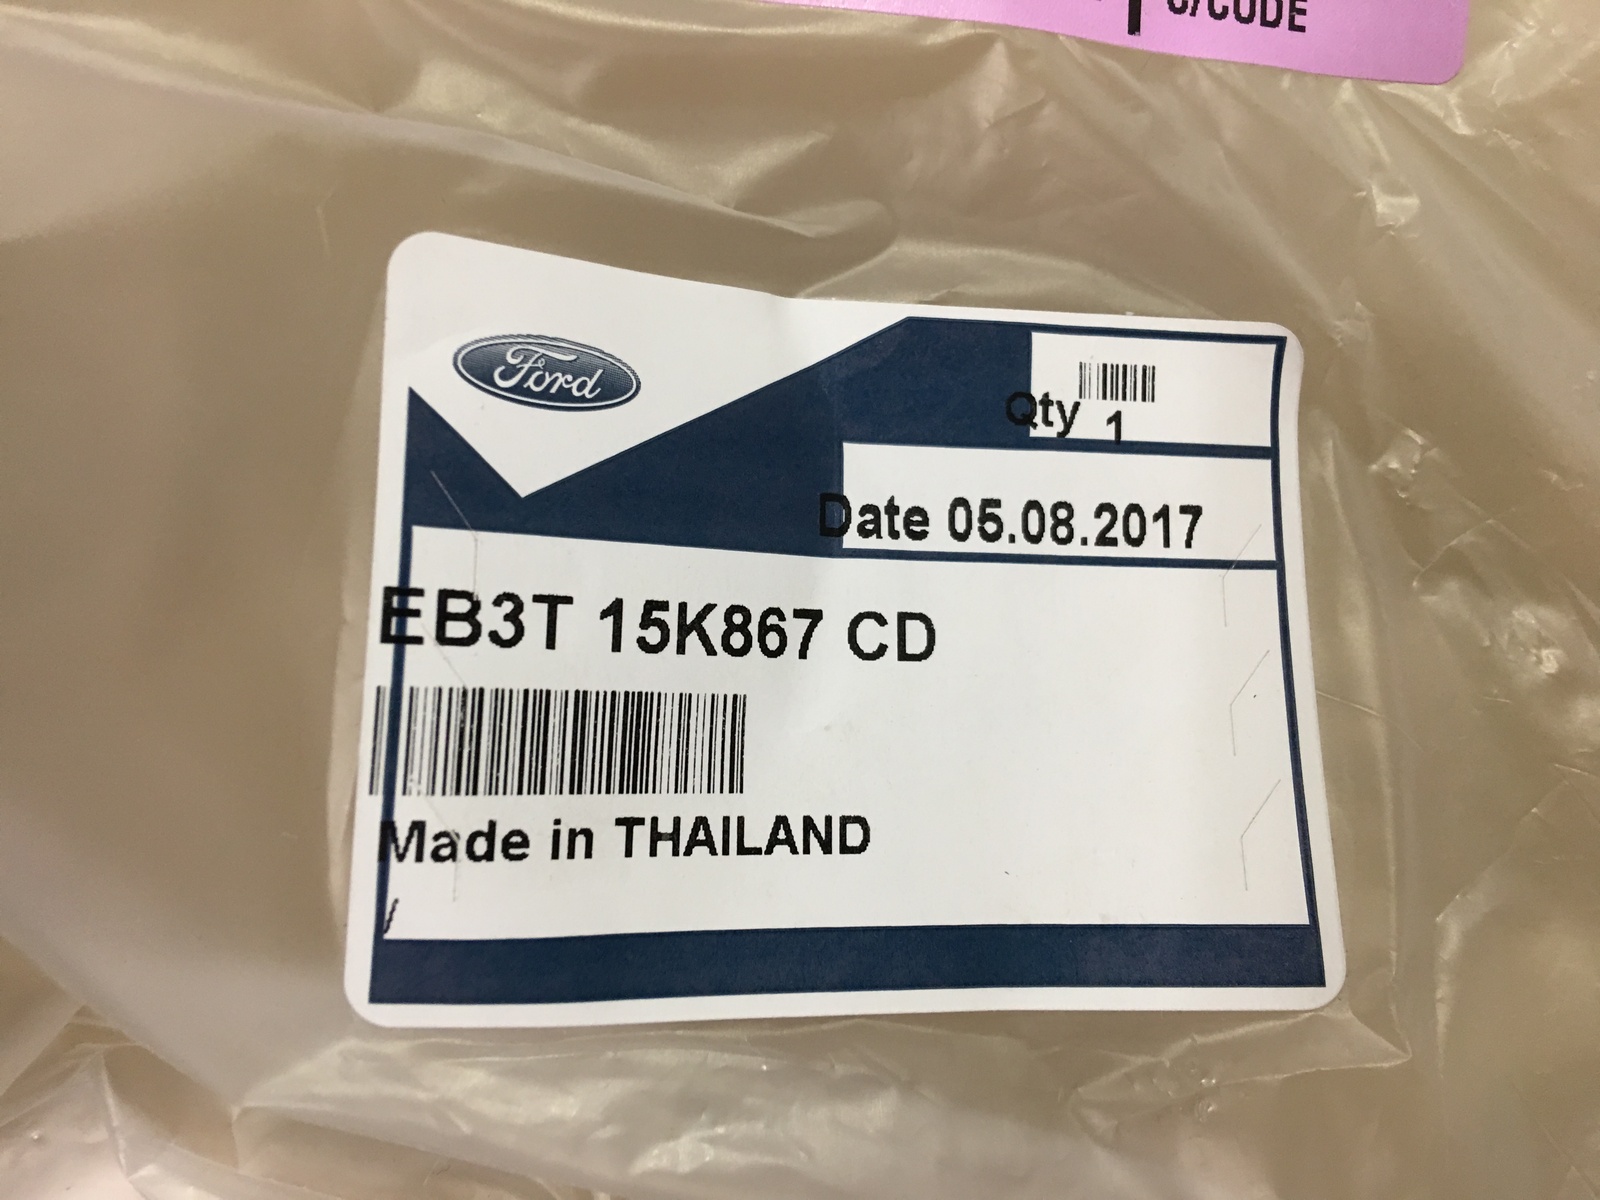 C/CODE
Ford
Qty 1
Date 05.08.2017
EB3T 15K867 CD
Made in THAILAND
/